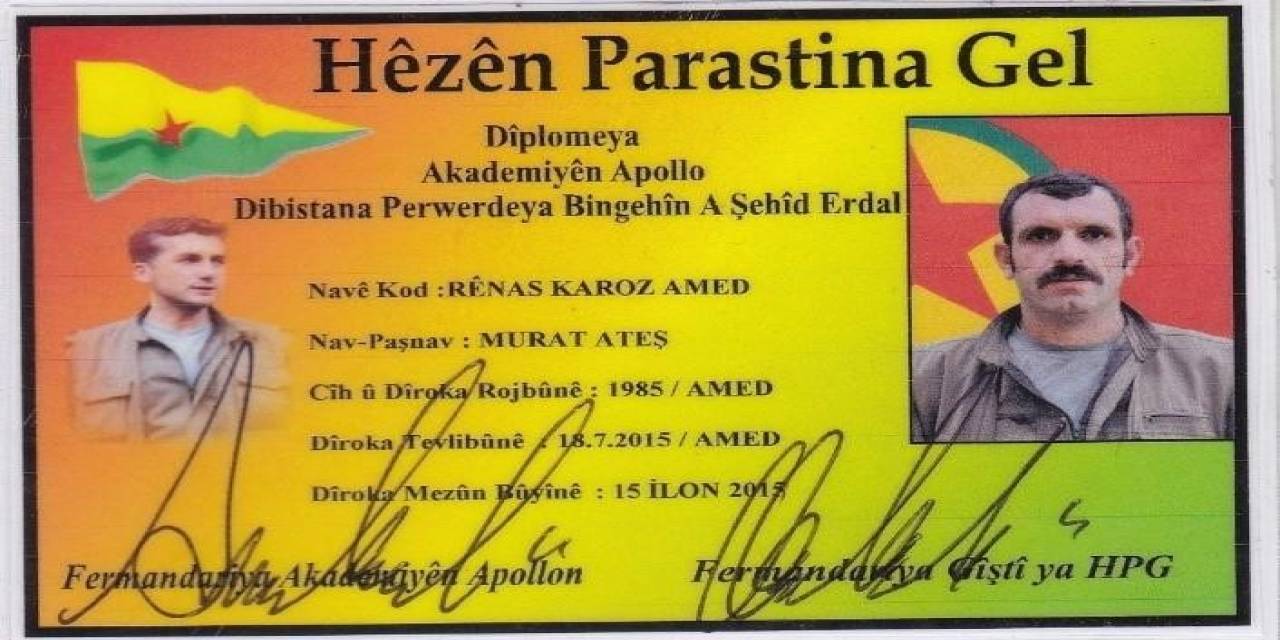 Hêzên Parastina Gel
Dîplomeya
Akademiyên Apollo
Dibistana Perwerdeya Bingehîn A Şehîd Erdal
Navê Kod :RÊNAS KAROZ AMED
Nav-Paşnav : MURAT ATEŞ
Cîh û Dîroka Rojbûnê : 1985 / AMED
Dîroka Tevlibûnê : 18.7.2015 / AMED
Dîroka Mezûn Bûyînê : 15 İLON 2015
Fermandariya Akademiyên Apollon
Fermandariya Giştî ya HPG